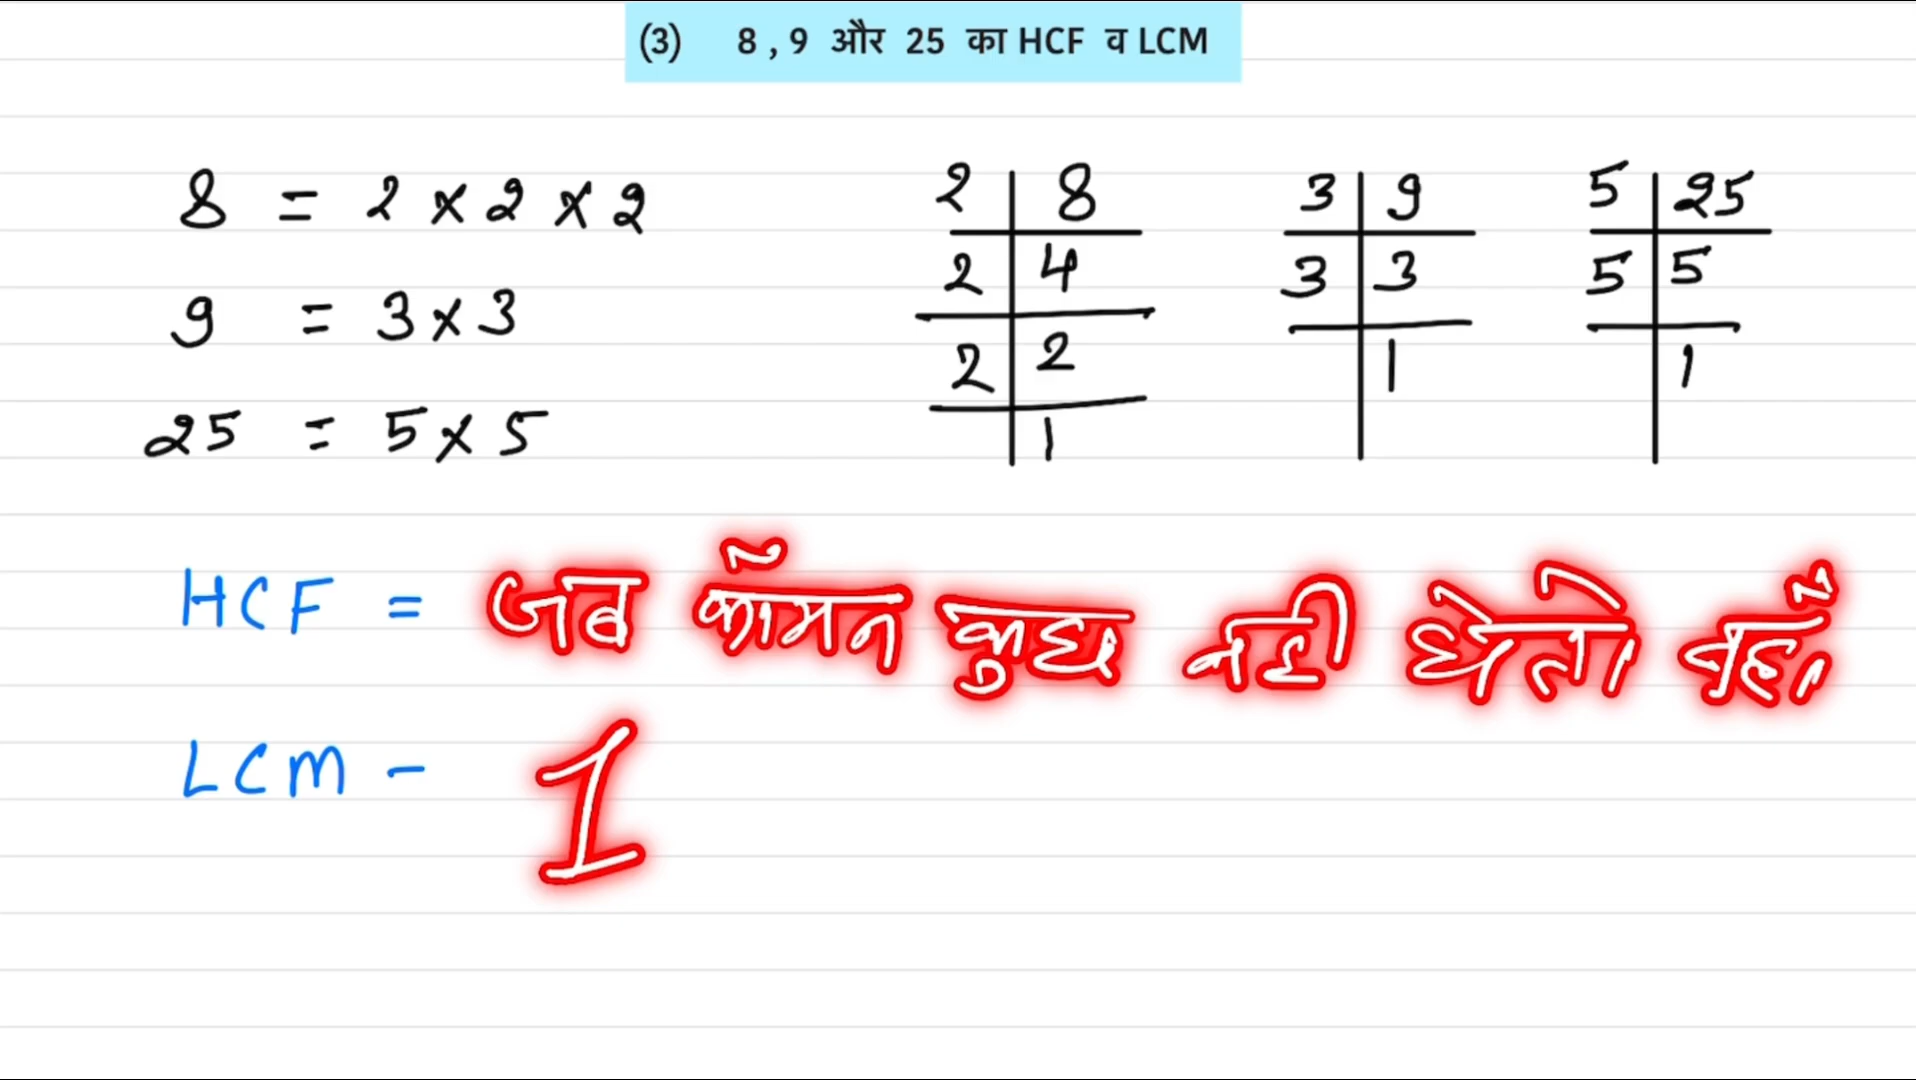 (3) 8 , 9 और 25 का HCF व LCM
8 = 2 × 2 × 2
9 = 3 × 3
25 = 5 × 5
2 | 8
2 | 4
2 | 2
1
3 | 9
3 | 3
1
5 | 25
5 | 5
1
HCF = जब कॉमन कुछ नही हो तो वहाँ
LCM - 1